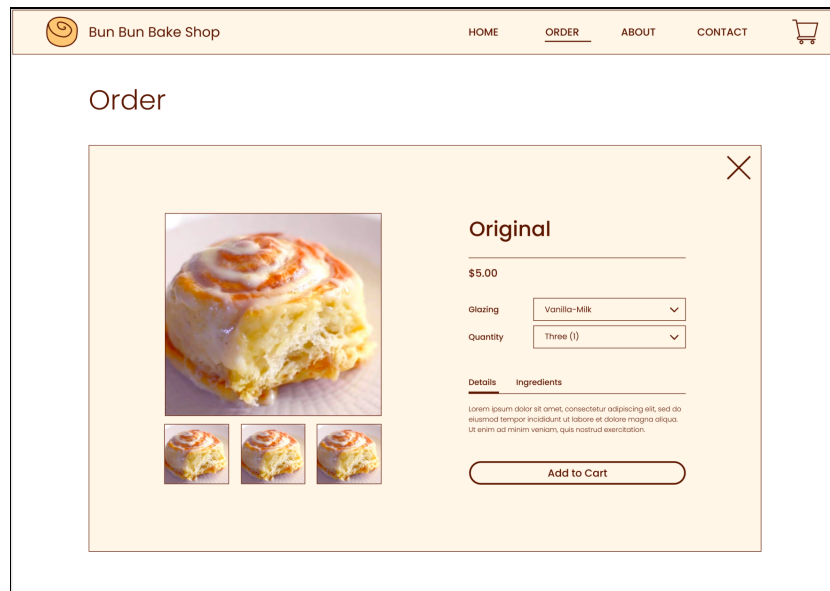 Bun Bun Bake Shop
HOME
ORDER
ABOUT
CONTACT
Order
Original
$5.00
Glazing
Vanilla-Milk
Quantity
Three (1)
Details
Ingredients
Lorem ipsum dolor sit amet, consectetur adipiscing elit, sed do
eiusmod tempor incididunt ut labore et dolore magna aliqua.
Ut enim ad minim veniam, quis nostrud exercitation.
Add to Cart